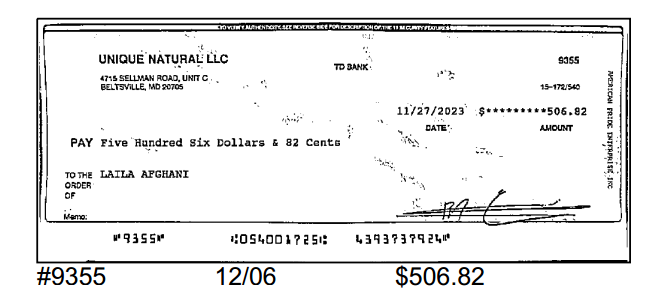 UNIQUE NATURAL LLC
4715 SELLMAN ROAD, UNIT C
BELTSVILLE, MD 20705
TD BANK
9355
15-172/540
11/27/2023 $*********506.82
DATE AMOUNT
PAY Five Hundred Six Dollars & 82 Cents
TO THE ORDER OF LAILA AFGHANI
Memo:
AMERICAN PRIDE ENTERPRISE INC
⑈9355⑈ ⑆054001725⑆ 4393737924⑈
#9355 12/06 $506.82